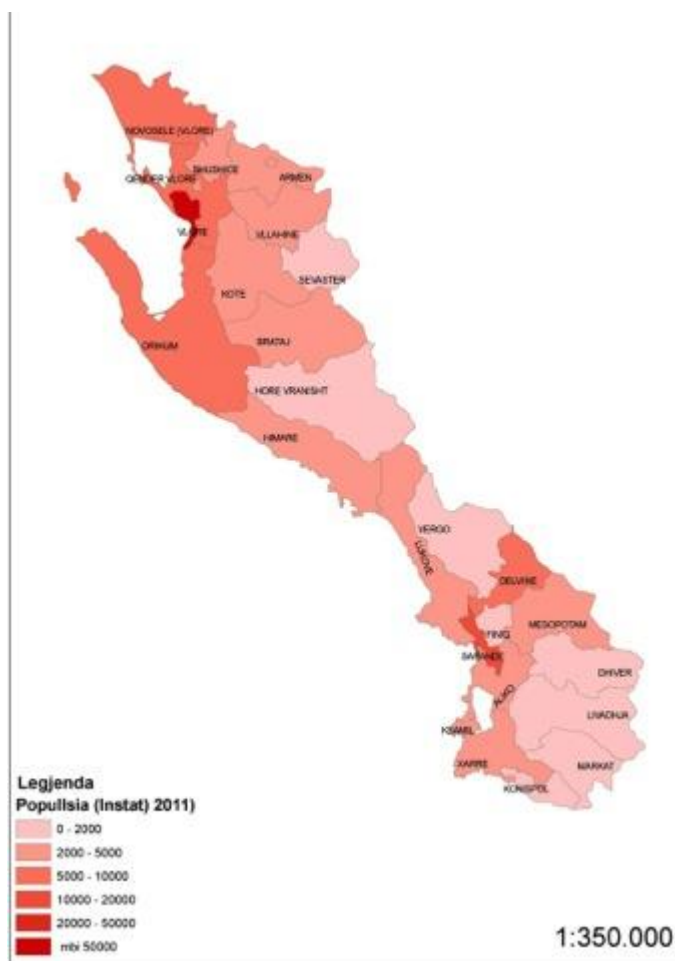 NOVOSELE (VLORE)
SHUSHICE
QENDER VLORE
ARMEN
VLORE
VLLAHINE
SEVASTER
KOTE
ORIKUM
BRATAJ
HORE VRANISHT
HIMARE
VERGO
LUKOVE
DELVINE
FINIQ
MESOPOTAM
SARANDE
DHIVER
ALIKO
LIVADHJA
KSAMIL
XARRE
MARKAT
KONISPOL
Legjenda
Popullsia (Instat) 2011)
0 - 2000
2000 - 5000
5000 - 10000
10000 - 20000
20000 - 50000
mbi 50000
1:350.000